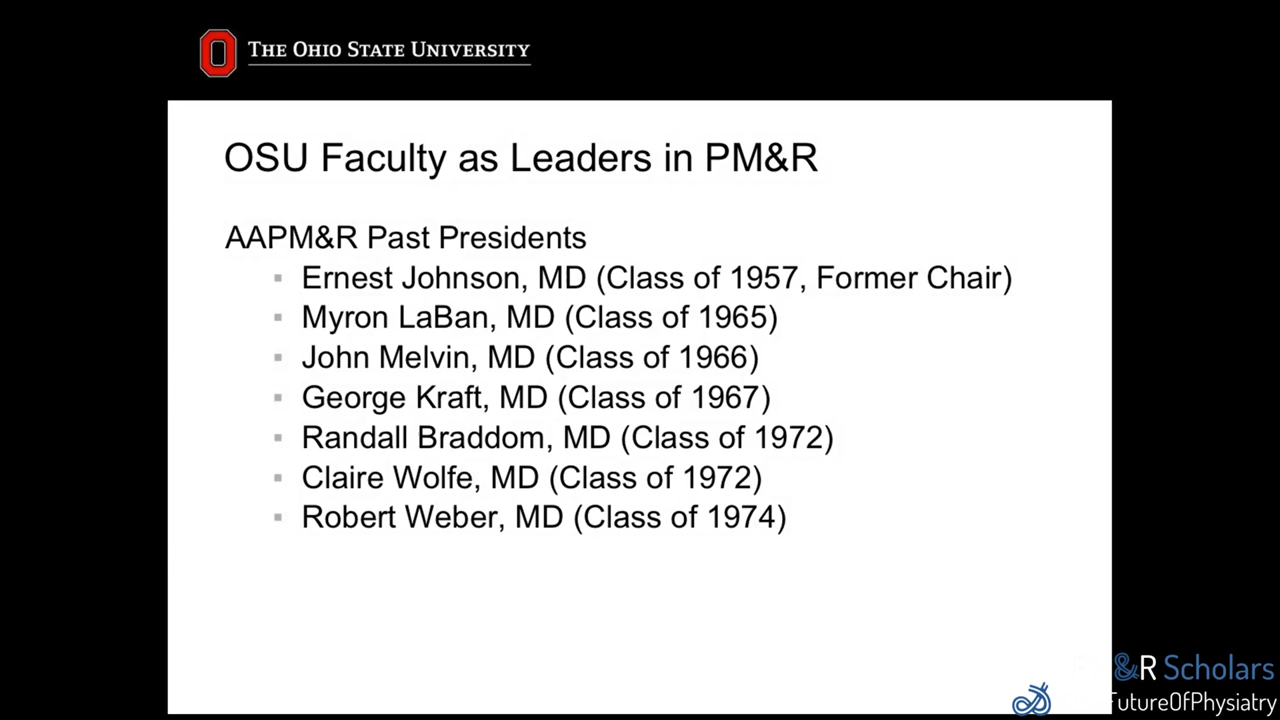 THE OHIO STATE UNIVERSITY
OSU Faculty as Leaders in PM&R
AAPM&R Past Presidents
▪ Ernest Johnson, MD (Class of 1957, Former Chair)
▪ Myron LaBan, MD (Class of 1965)
▪ John Melvin, MD (Class of 1966)
▪ George Kraft, MD (Class of 1967)
▪ Randall Braddom, MD (Class of 1972)
▪ Claire Wolfe, MD (Class of 1972)
▪ Robert Weber, MD (Class of 1974)
&R Scholars
FutureOfPhysiatry